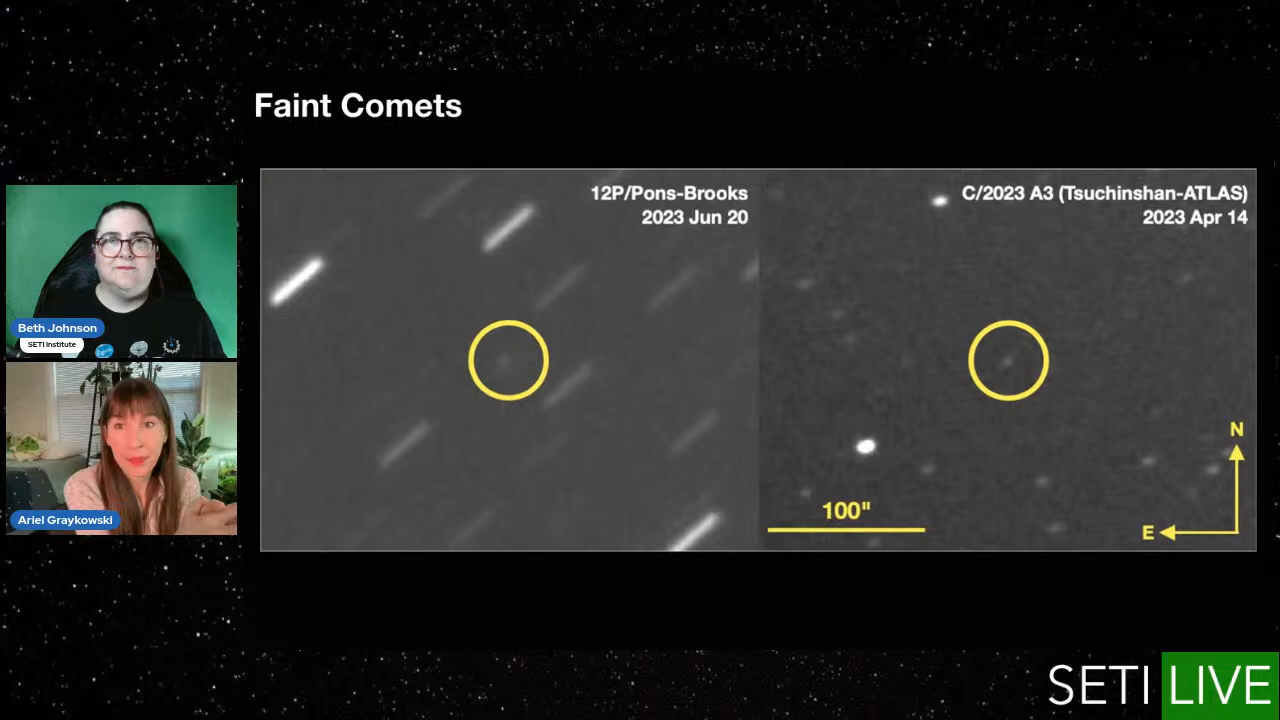 Faint Comets
12P/Pons-Brooks
2023 Jun 20
C/2023 A3 (Tsuchinshan-ATLAS)
2023 Apr 14
Beth Johnson
SETI Institute
Ariel Graykowski
100"
N
E
SETI LIVE